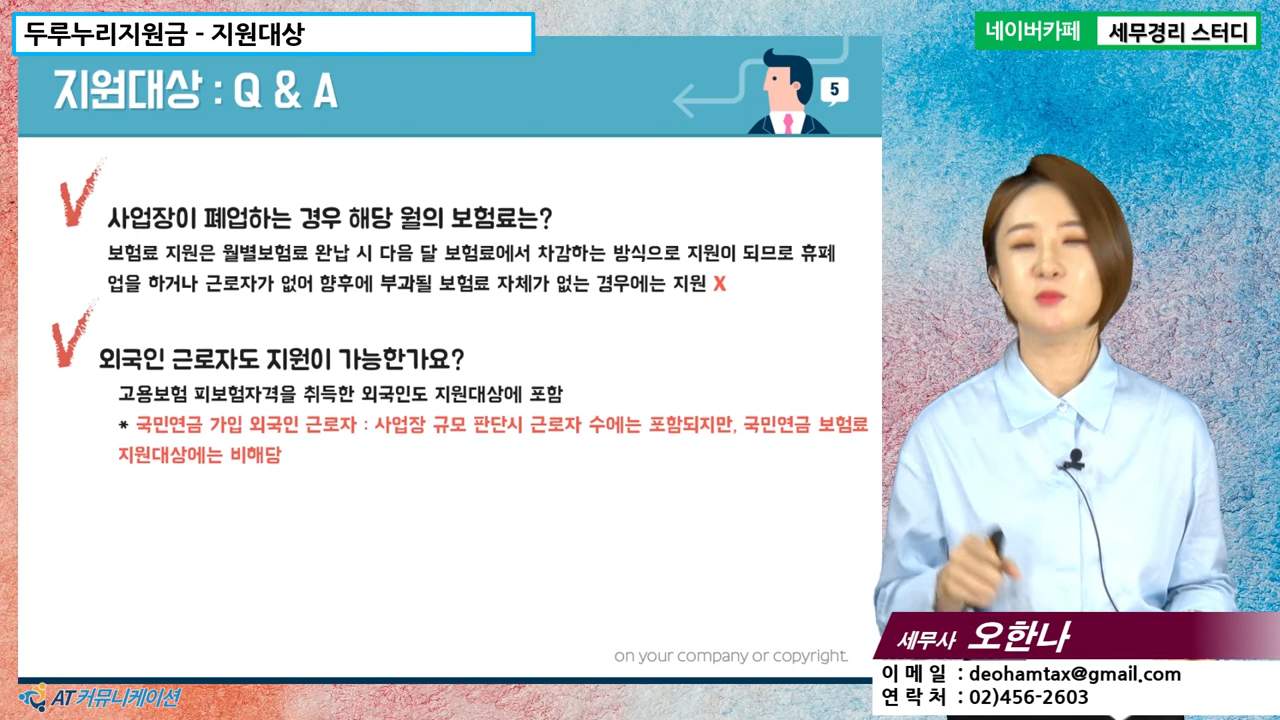 두루누리지원금 - 지원대상
네이버카페 세무경리 스터디
지원대상 : Q & A
5
사업장이 폐업하는 경우 해당 월의 보험료는?
보험료 지원은 월별보험료 완납 시 다음 달 보험료에서 차감하는 방식으로 지원이 되므로 휴폐
업을 하거나 근로자가 없어 향후에 부과될 보험료 자체가 없는 경우에는 지원 X
외국인 근로자도 지원이 가능한가요?
고용보험 피보험자격을 취득한 외국인도 지원대상에 포함
* 국민연금 가입 외국인 근로자 : 사업장 규모 판단시 근로자 수에는 포함되지만, 국민연금 보험료
지원대상에는 비해당
on your company or copyright.
세무사 오한나
이 메 일 : deohamtax@gmail.com
연 락 처 : 02)456-2603
AT커뮤니케이션